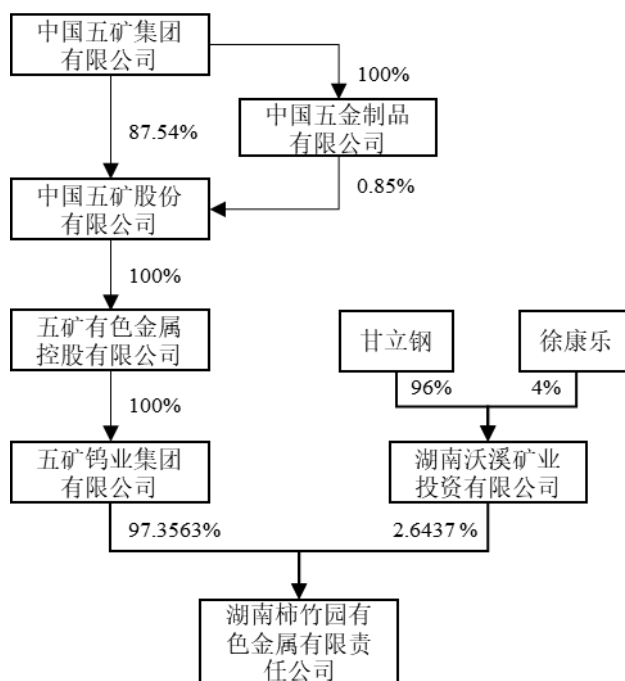 中国五矿集团
有限公司
100%
中国五金制品
有限公司
87.54%
0.85%
中国五矿股份
有限公司
100%
五矿有色金属
控股有限公司
甘立钢
徐康乐
96%
4%
100%
五矿钨业集团
有限公司
湖南沃溪矿业
投资有限公司
97.3563%
2.6437%
湖南柿竹园有
色金属有限责
任公司